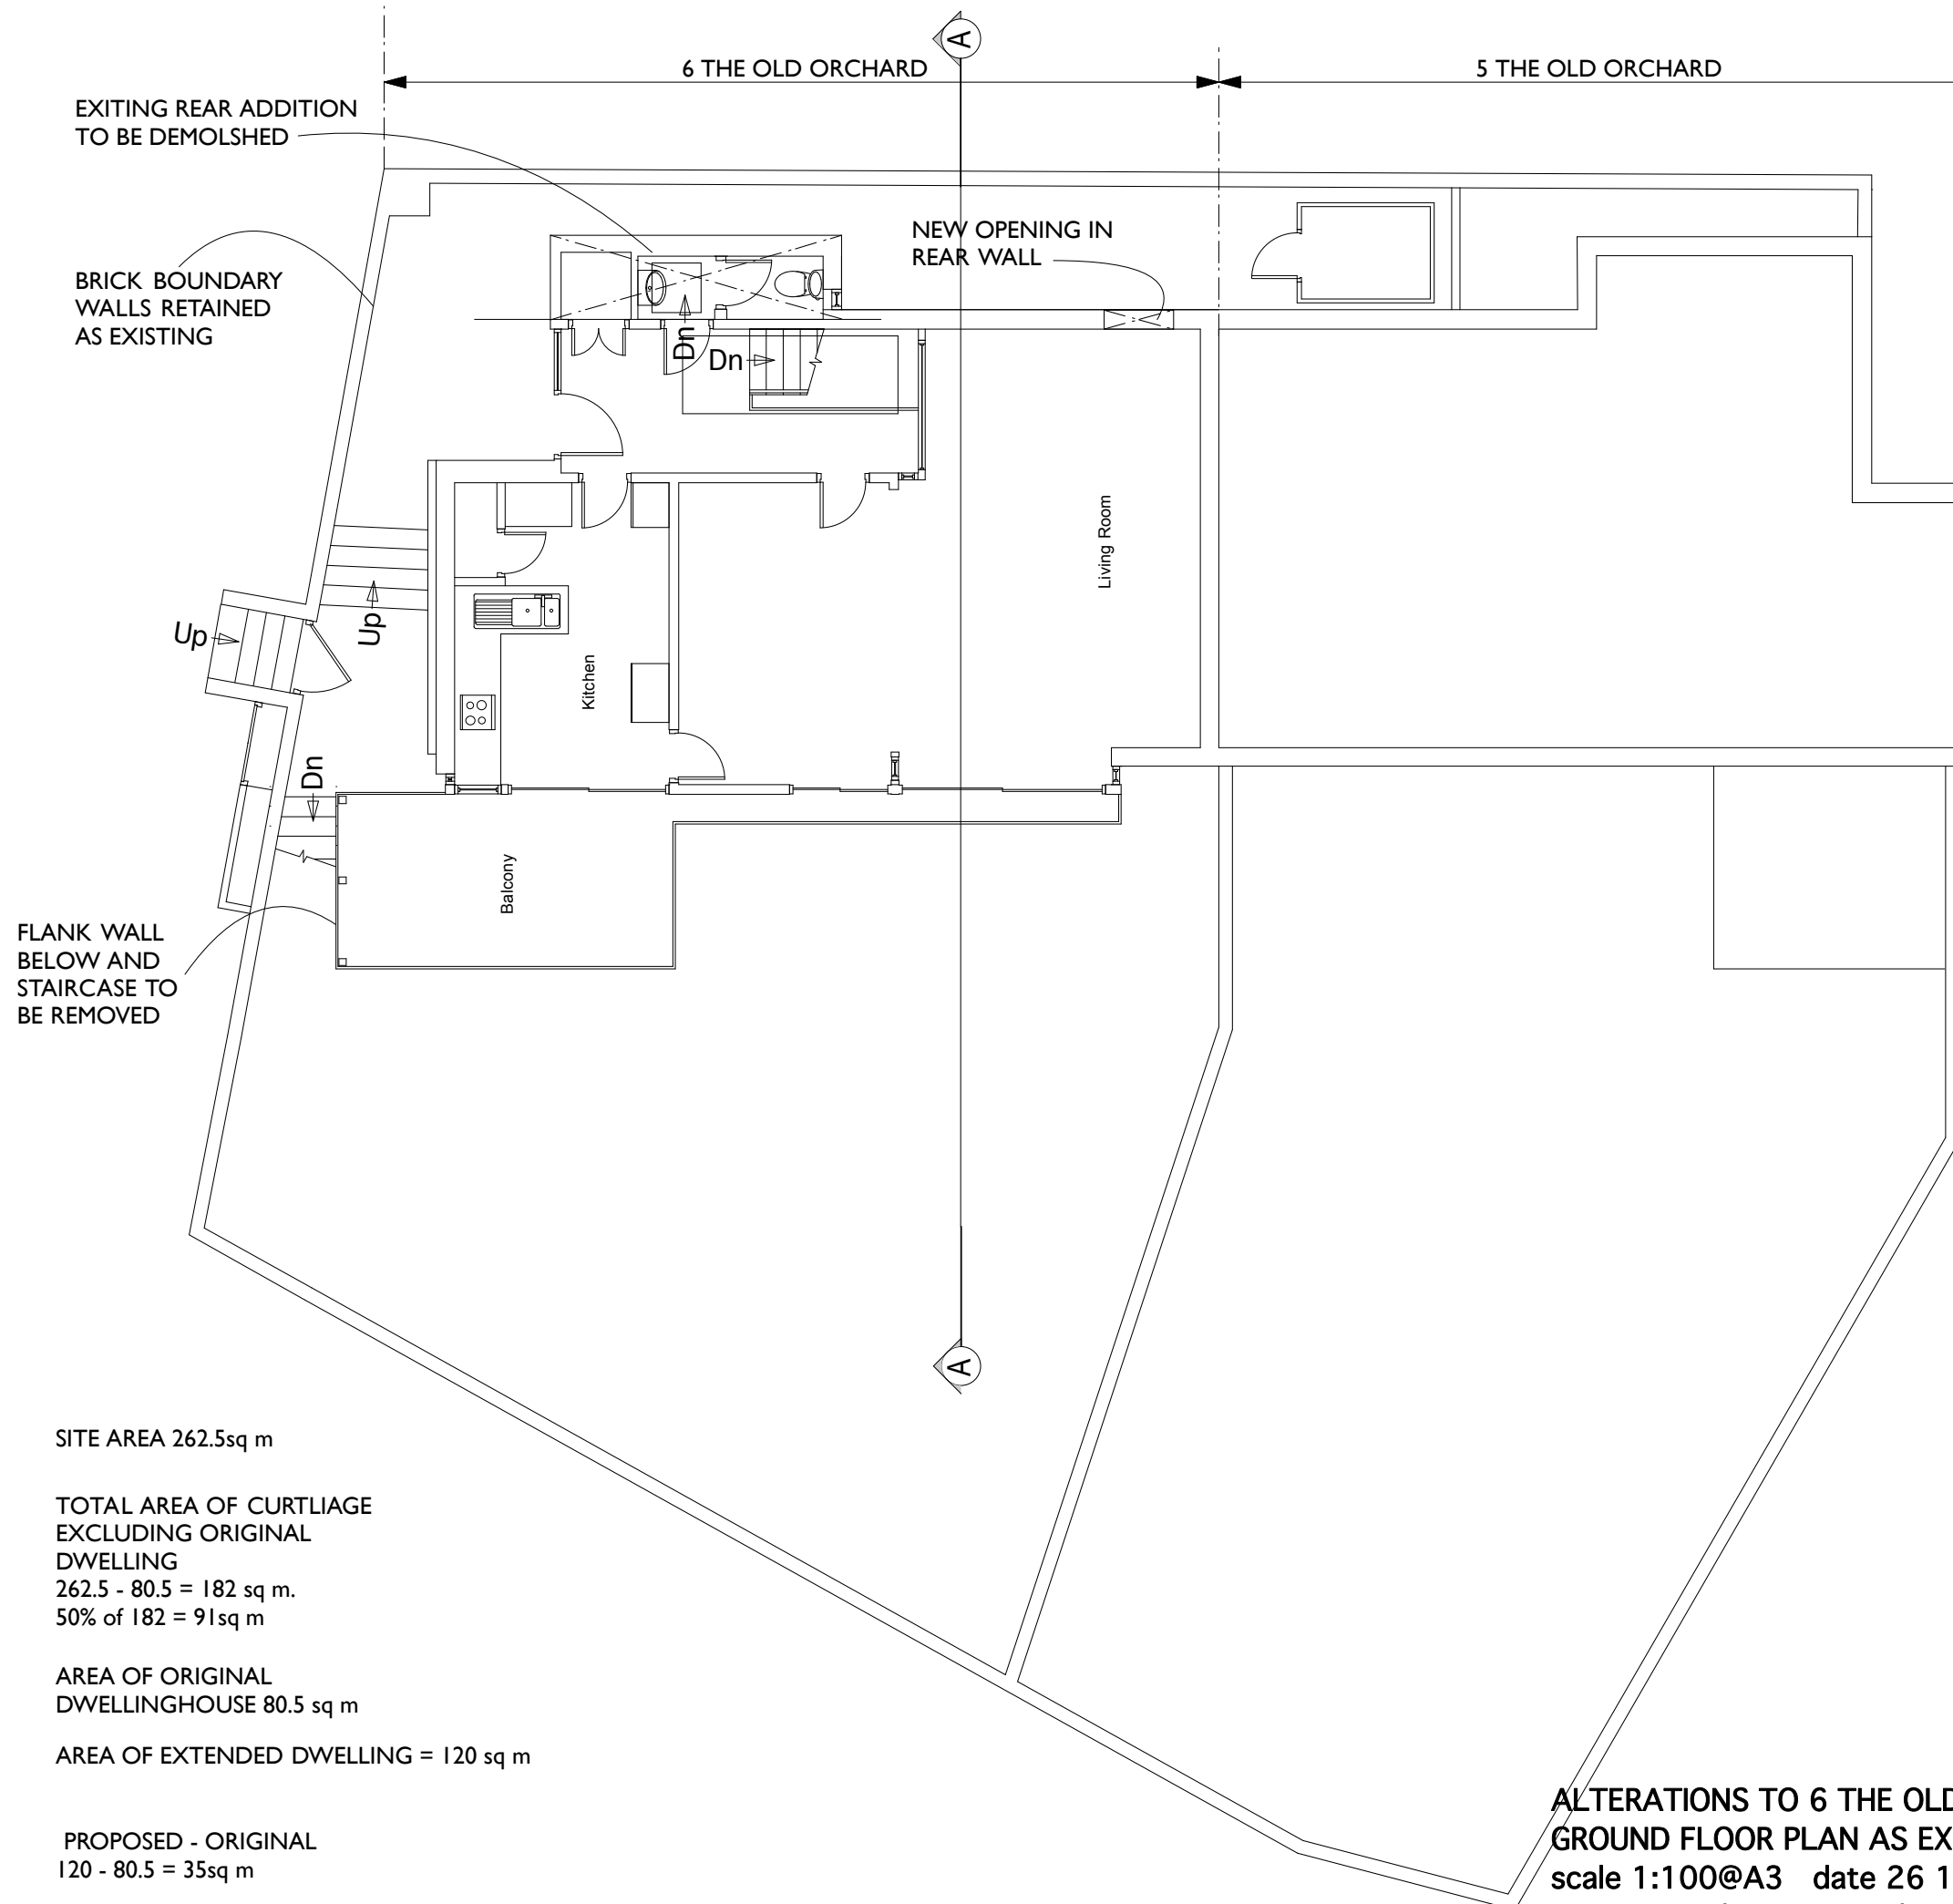 A
6 THE OLD ORCHARD
5 THE OLD ORCHARD
EXITING REAR ADDITION
TO BE DEMOLSHED
NEW OPENING IN
REAR WALL
BRICK BOUNDARY
WALLS RETAINED
AS EXISTING
Dn
Dn
Living Room
Up
Up
Kitchen
Dn
Balcony
FLANK WALL
BELOW AND
STAIRCASE TO
BE REMOVED
A
SITE AREA 262.5sq m
TOTAL AREA OF CURTLIAGE
EXCLUDING ORIGINAL
DWELLING
262.5 - 80.5 = 182 sq m.
50% of 182 = 91sq m
AREA OF ORIGINAL
DWELLINGHOUSE 80.5 sq m
AREA OF EXTENDED DWELLING = 120 sq m
PROPOSED - ORIGINAL
120 - 80.5 = 35sq m
ALTERATIONS TO 6 THE OLD
GROUND FLOOR PLAN AS EX
scale 1:100@A3 date 26 1